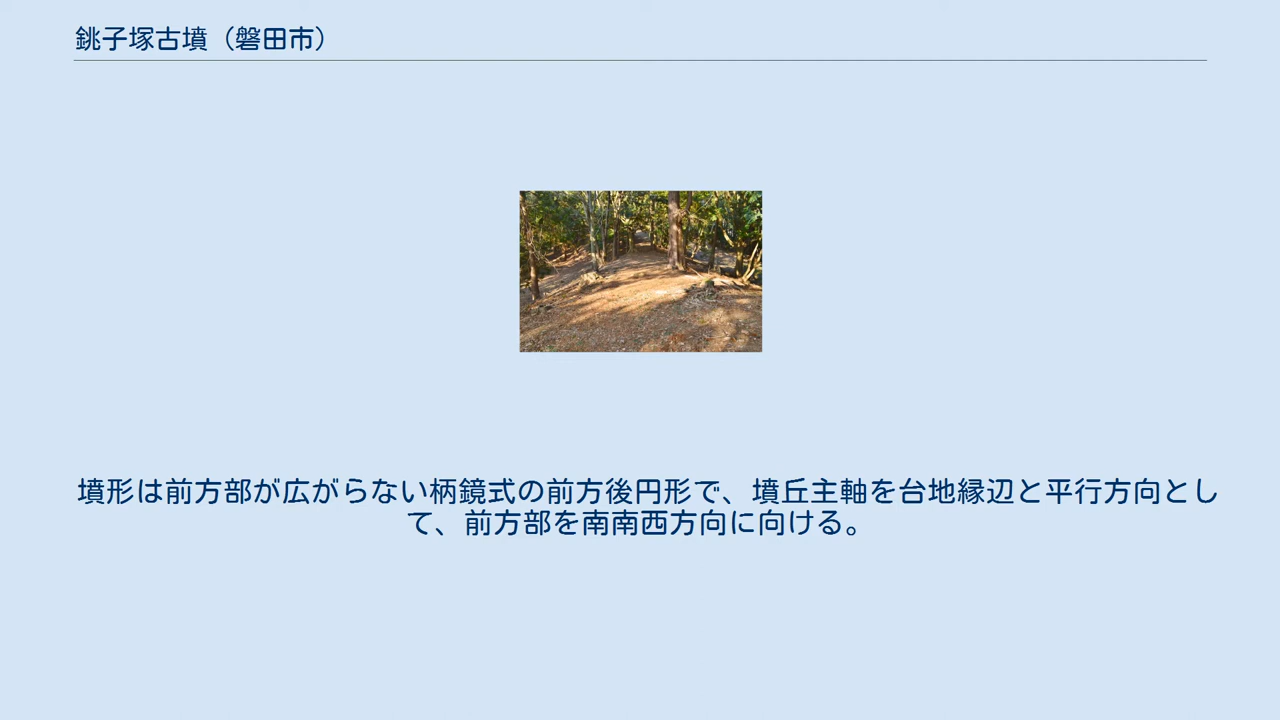 銚子塚古墳（磐田市）
墳形は前方部が広がらない柄鏡式の前方後円形で、墳丘主軸を台地縁辺と平行方向とし
て、前方部を南南西方向に向ける。